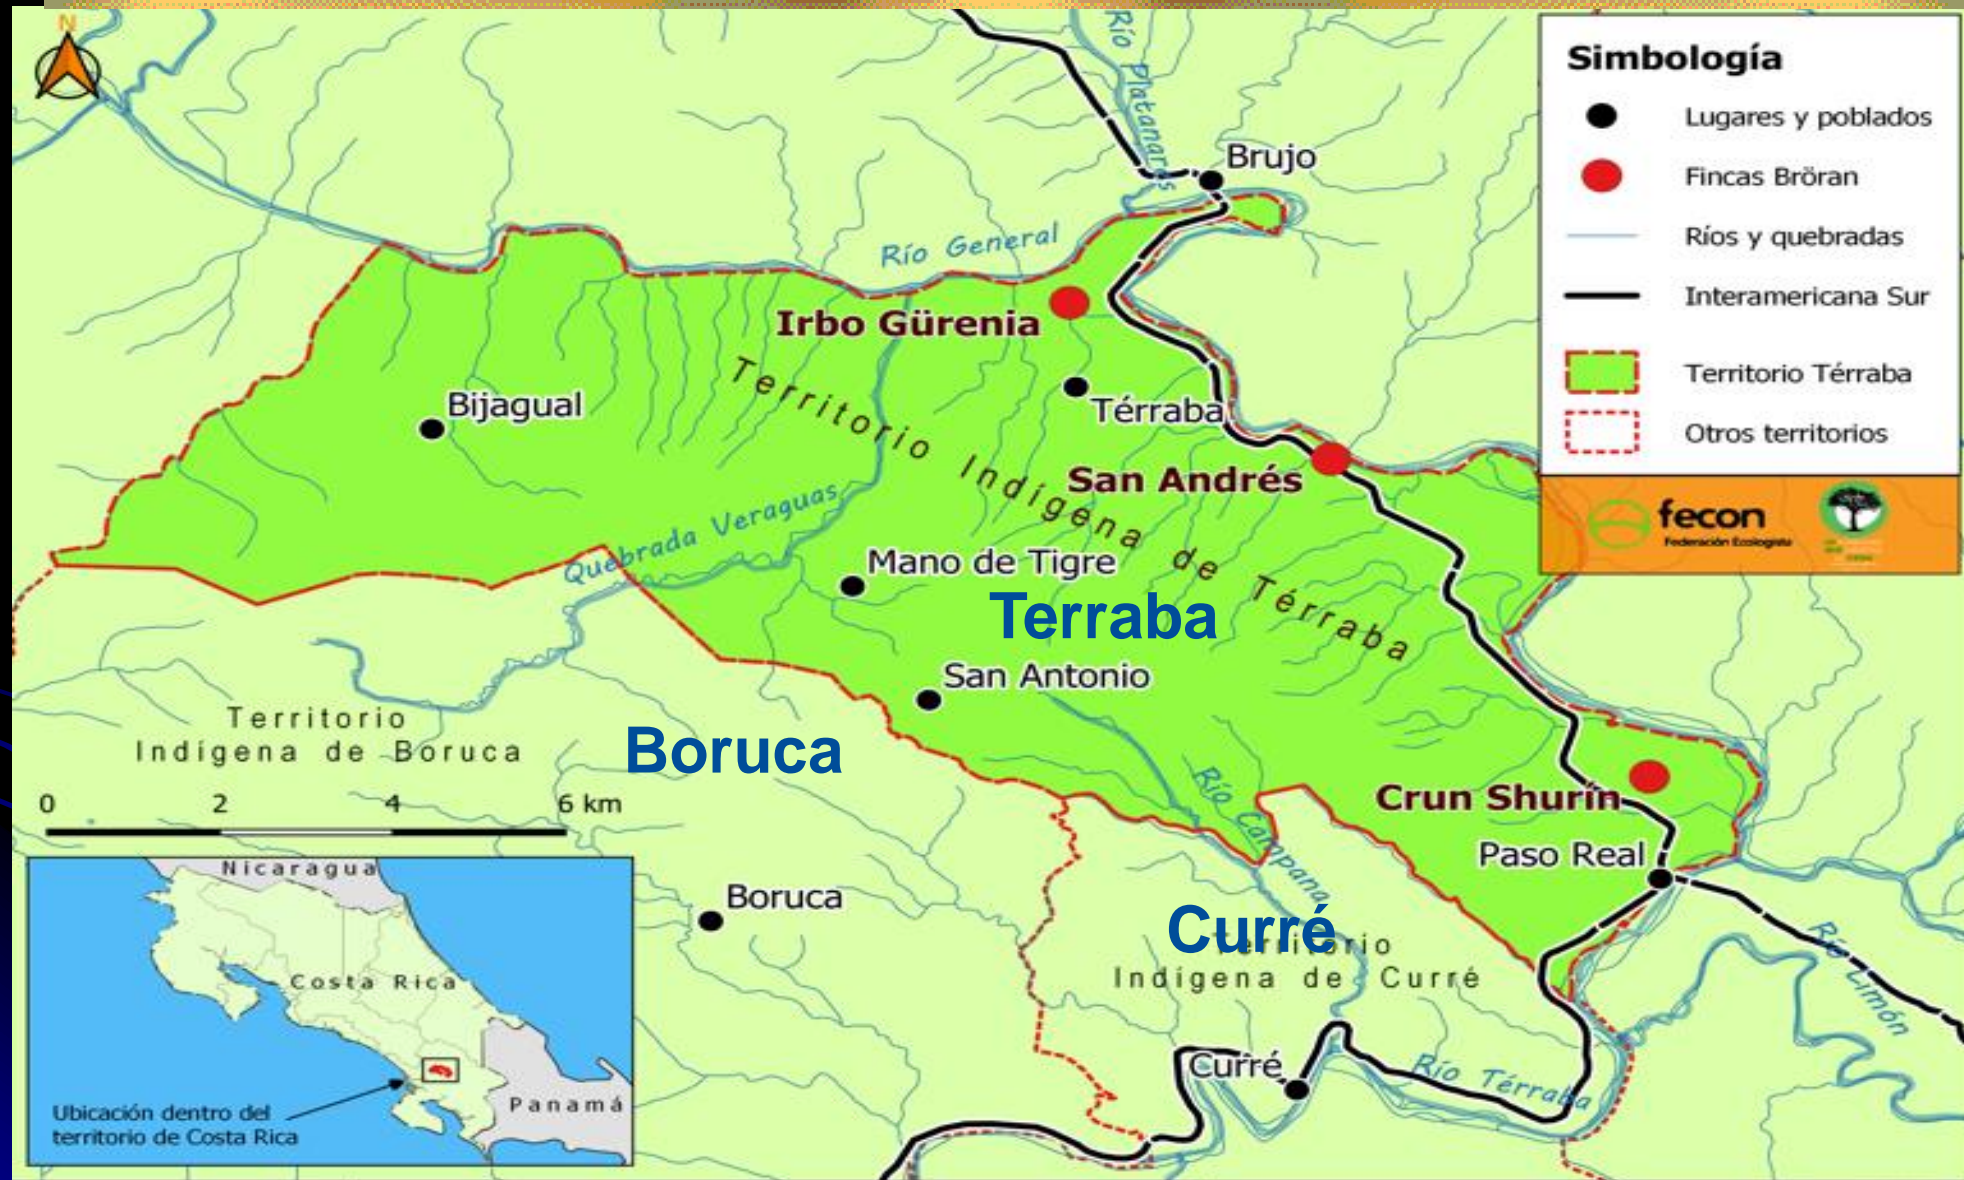 N
Río Platanares
Brujo
Río General
Irbo Gürenia
Bijagual
Térraba
Territorio Indígena de Térraba
San Andrés
Quebrada Veraguas
Mano de Tigre
Terraba
San Antonio
Territorio
Indígena de Boruca
Boruca
Río Campana
Crun Shurín
Paso Real
0 2 4 6 km
Boruca
Curré
Territorio
Indígena de Curré
Río Limón
Curré
Río Térraba
Nicaragua
Costa Rica
Panamá
Ubicación dentro del
territorio de Costa Rica
Simbología
Lugares y poblados
Fincas Bröran
Ríos y quebradas
Interamericana Sur
Territorio Térraba
Otros territorios
fecon
Federación Ecologista